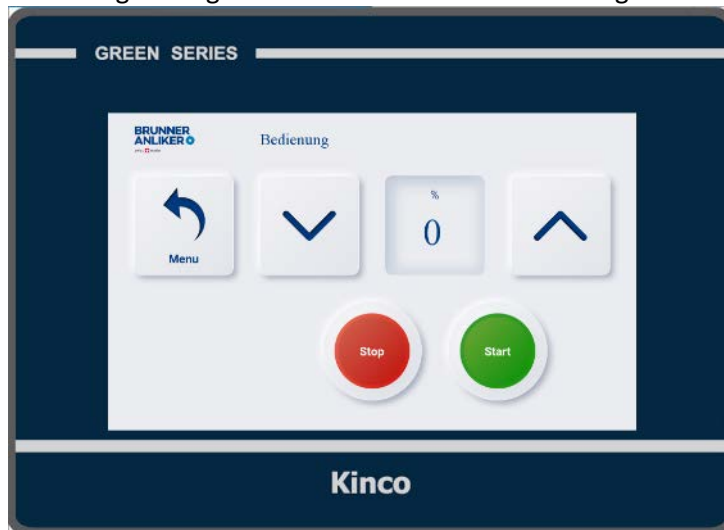 GREEN SERIES
BRUNNER
ANLIKER
Bedienung
Menu
%
0
Stop
Start
Kinco